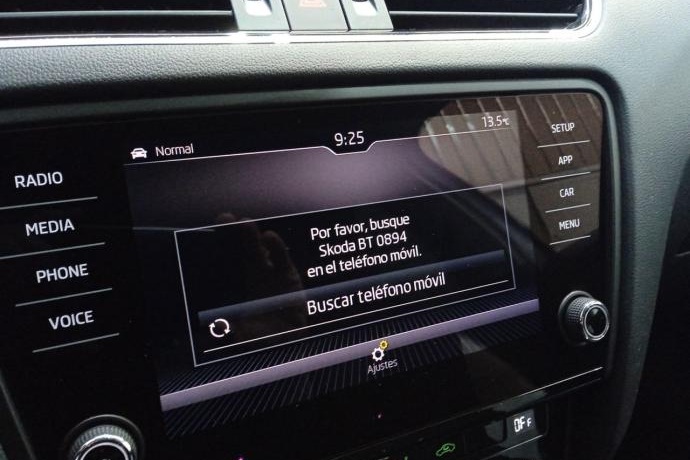 Normal
9:25
13.5°C
RADIO
MEDIA
PHONE
VOICE
Por favor, busque
Skoda BT 0894
en el teléfono móvil.
Buscar teléfono móvil
Ajustes
SETUP
APP
CAR
MENU